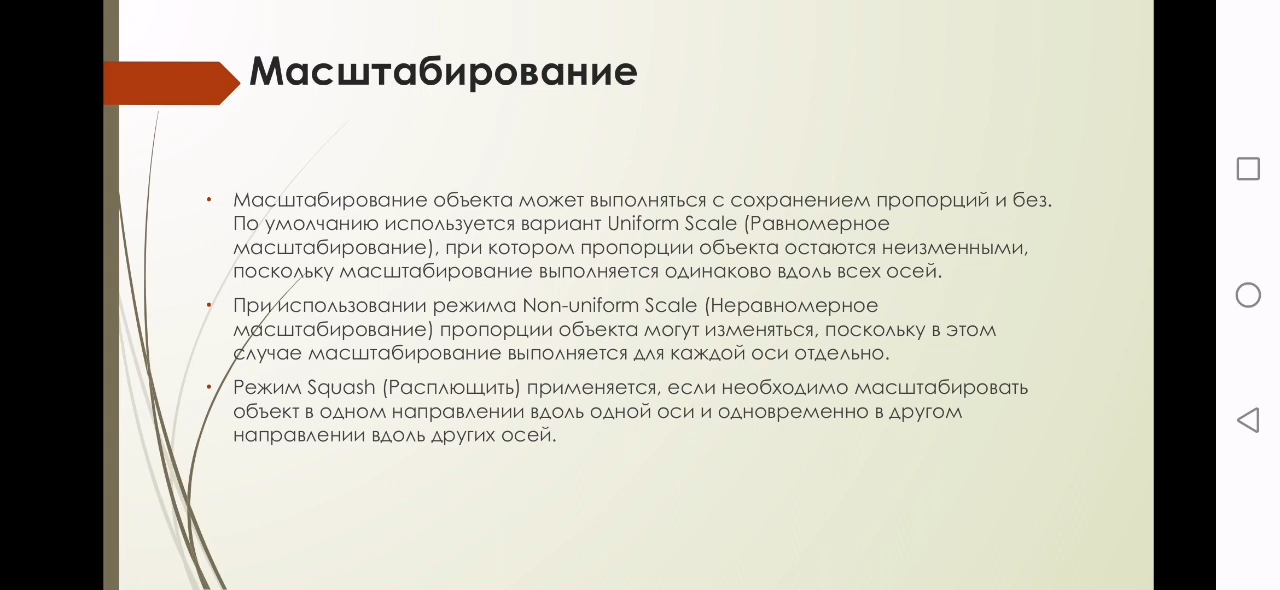 Масштабирование
• Масштабирование объекта может выполняться с сохранением пропорций и без.
По умолчанию используется вариант Uniform Scale (Равномерное
масштабирование), при котором пропорции объекта остаются неизменными,
поскольку масштабирование выполняется одинаково вдоль всех осей.
• При использовании режима Non-uniform Scale (Неравномерное
масштабирование) пропорции объекта могут изменяться, поскольку в этом
случае масштабирование выполняется для каждой оси отдельно.
• Режим Squash (Расплющить) применяется, если необходимо масштабировать
объект в одном направлении вдоль одной оси и одновременно в другом
направлении вдоль других осей.